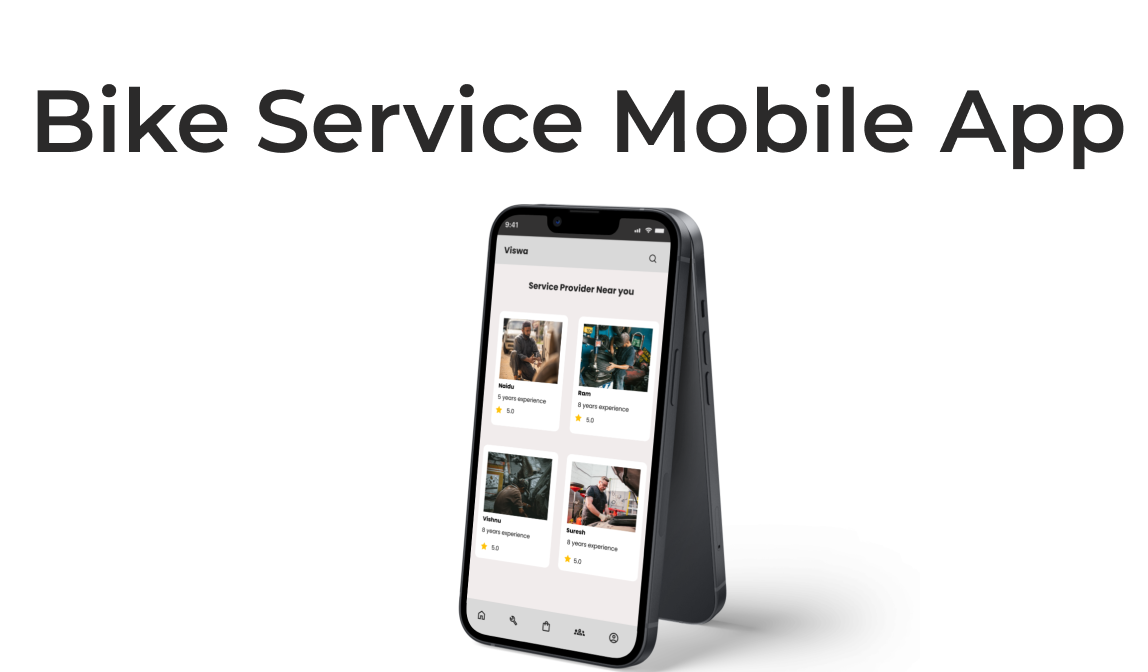 Bike Service Mobile App
9:41
Viswa
Service Provider Near you
Naidu
5 years experience
5.0
Ram
8 years experience
5.0
Vishnu
8 years experience
5.0
Suresh
8 years experience
5.0